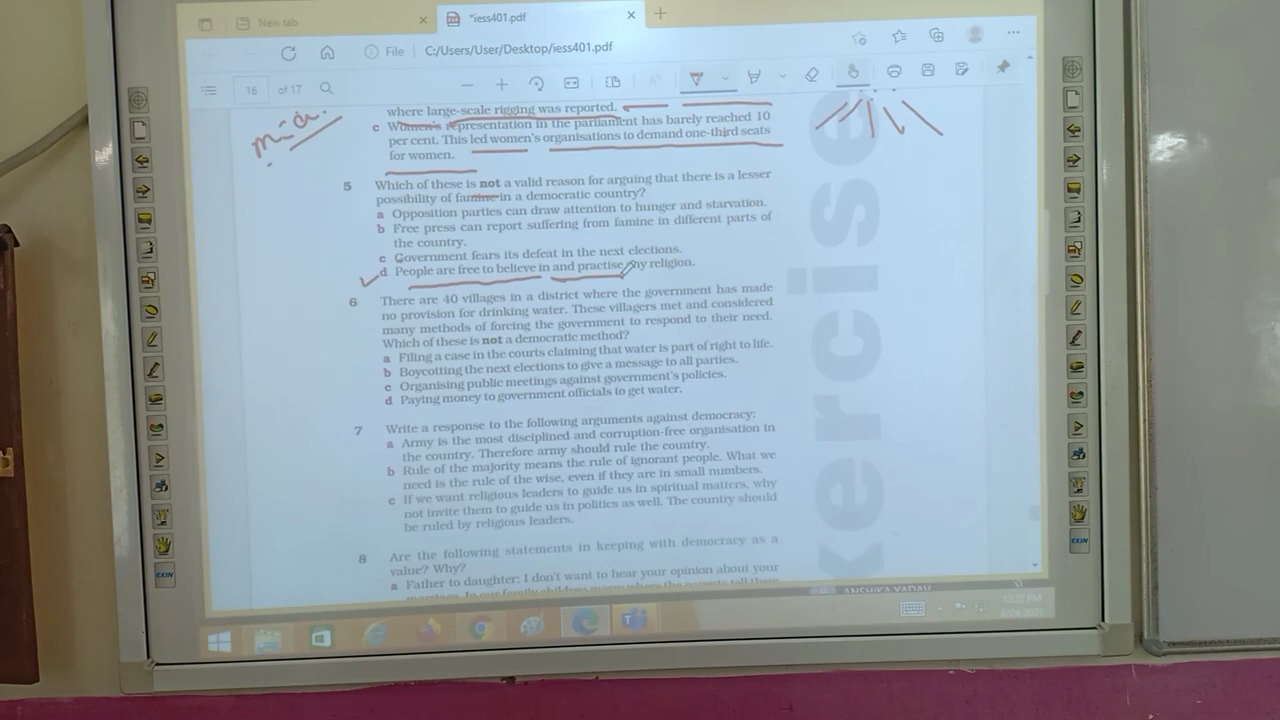 New tab
*iess401.pdf
File
C:/Users/User/Desktop/iess401.pdf
16 of 17
where large-scale rigging was reported.
c Women's representation in the parliament has barely reached 10
per cent. This led women's organisations to demand one-third seats
for women.
5 Which of these is not a valid reason for arguing that there is a lesser
possibility of famine in a democratic country?
a Opposition parties can draw attention to hunger and starvation.
b Free press can report suffering from famine in different parts of
the country.
c Government fears its defeat in the next elections.
d People are free to believe in and practise any religion.
6 There are 40 villages in a district where the government has made
no provision for drinking water. These villagers met and considered
many methods of forcing the government to respond to their need.
Which of these is not a democratic method?
a Filing a case in the courts claiming that water is part of right to life.
b Boycotting the next elections to give a message to all parties.
c Organising public meetings against government's policies.
d Paying money to government officials to get water.
7 Write a response to the following arguments against democracy:
a Army is the most disciplined and corruption-free organisation in
the country. Therefore army should rule the country.
b Rule of the majority means the rule of ignorant people. What we
need is the rule of the wise, even if they are in small numbers.
c If we want religious leaders to guide us in spiritual matters, why
not invite them to guide us in politics as well. The country should
be ruled by religious leaders.
8 Are the following statements in keeping with democracy as a
value? Why?
a Father to daughter: I don't want to hear your opinion about your
kercise
ANSHIKA YADAV